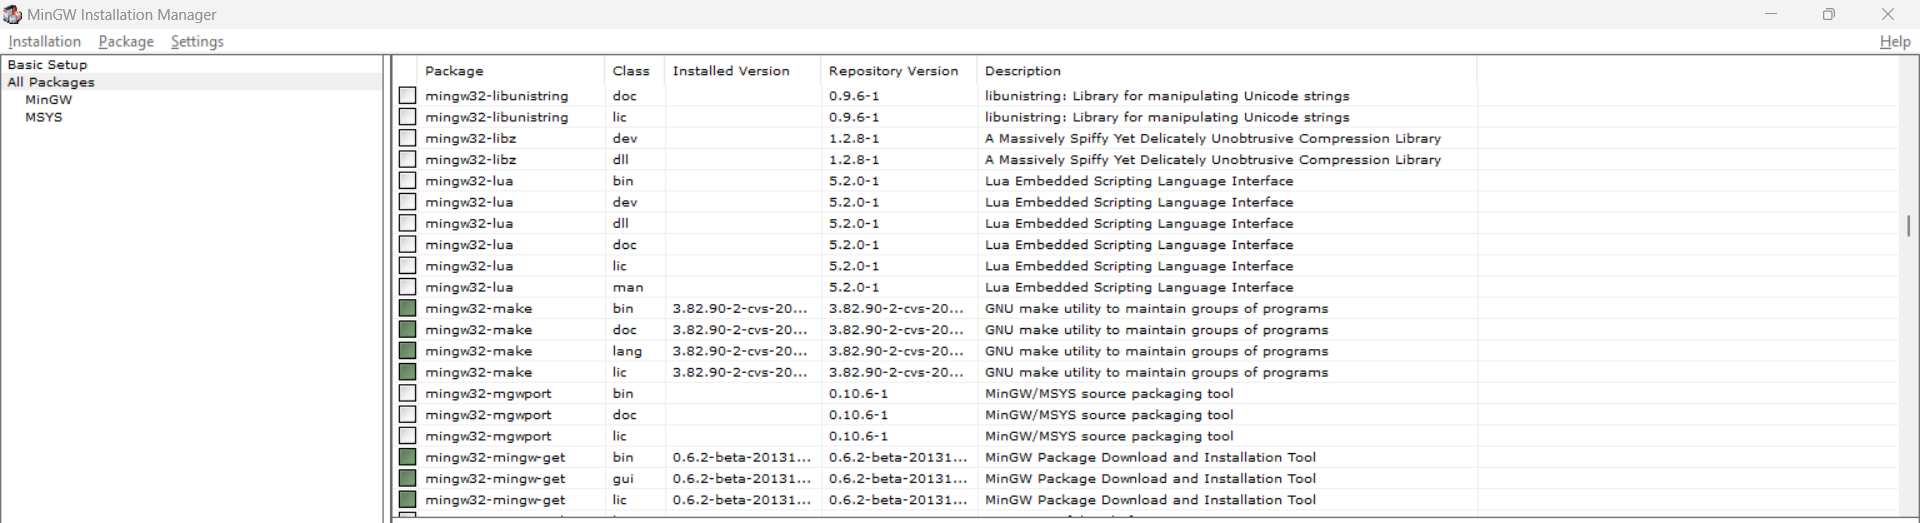 MinGW Installation Manager
Installation Package Settings Help
Basic Setup
All Packages
MinGW
MSYS
Package Class Installed Version Repository Version Description
mingw32-libunistring doc 0.9.6-1 libunistring: Library for manipulating Unicode strings
mingw32-libunistring lic 0.9.6-1 libunistring: Library for manipulating Unicode strings
mingw32-libz dev 1.2.8-1 A Massively Spiffy Yet Delicately Unobtrusive Compression Library
mingw32-libz dll 1.2.8-1 A Massively Spiffy Yet Delicately Unobtrusive Compression Library
mingw32-lua bin 5.2.0-1 Lua Embedded Scripting Language Interface
mingw32-lua dev 5.2.0-1 Lua Embedded Scripting Language Interface
mingw32-lua dll 5.2.0-1 Lua Embedded Scripting Language Interface
mingw32-lua doc 5.2.0-1 Lua Embedded Scripting Language Interface
mingw32-lua lic 5.2.0-1 Lua Embedded Scripting Language Interface
mingw32-lua man 5.2.0-1 Lua Embedded Scripting Language Interface
mingw32-make bin 3.82.90-2-cvs-20... 3.82.90-2-cvs-20... GNU make utility to maintain groups of programs
mingw32-make doc 3.82.90-2-cvs-20... 3.82.90-2-cvs-20... GNU make utility to maintain groups of programs
mingw32-make lang 3.82.90-2-cvs-20... 3.82.90-2-cvs-20... GNU make utility to maintain groups of programs
mingw32-make lic 3.82.90-2-cvs-20... 3.82.90-2-cvs-20... GNU make utility to maintain groups of programs
mingw32-mgwport bin 0.10.6-1 MinGW/MSYS source packaging tool
mingw32-mgwport doc 0.10.6-1 MinGW/MSYS source packaging tool
mingw32-mgwport lic 0.10.6-1 MinGW/MSYS source packaging tool
mingw32-mingw-get bin 0.6.2-beta-20131... 0.6.2-beta-20131... MinGW Package Download and Installation Tool
mingw32-mingw-get gui 0.6.2-beta-20131... 0.6.2-beta-20131... MinGW Package Download and Installation Tool
mingw32-mingw-get lic 0.6.2-beta-20131... 0.6.2-beta-20131... MinGW Package Download and Installation Tool